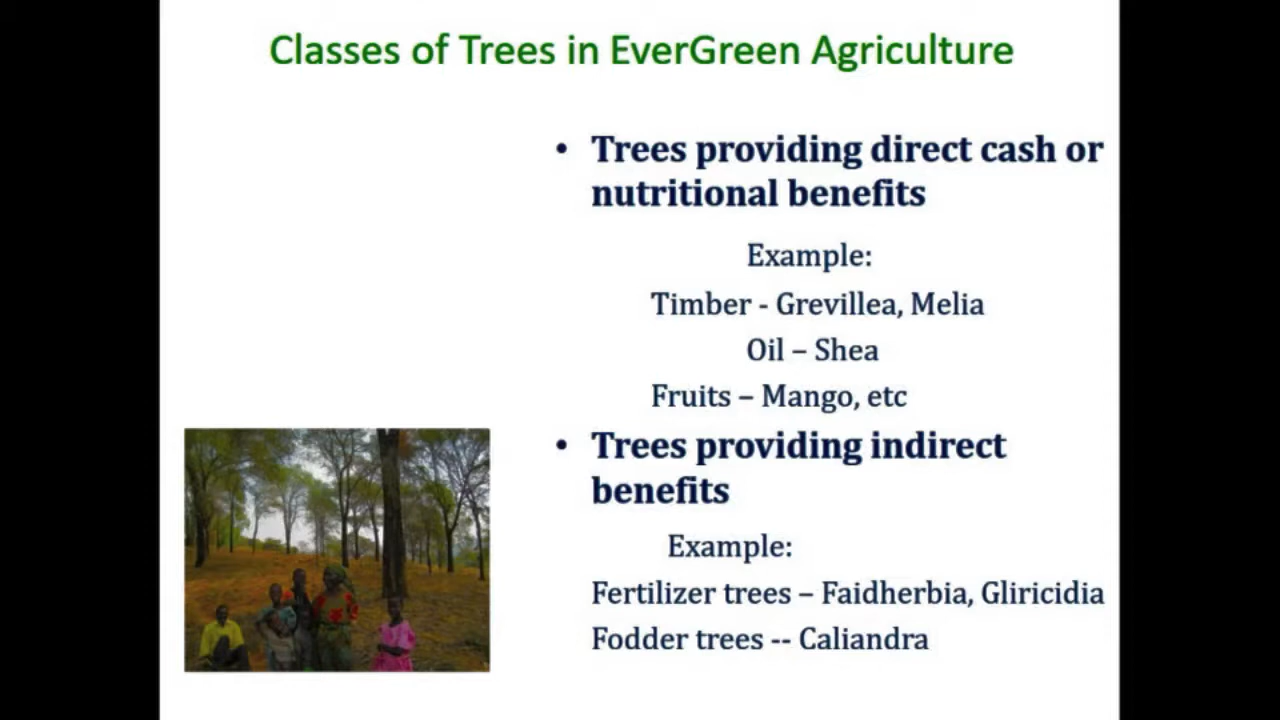 Classes of Trees in EverGreen Agriculture
• Trees providing direct cash or
nutritional benefits
Example:
Timber - Grevillea, Melia
Oil – Shea
Fruits – Mango, etc
• Trees providing indirect
benefits
Example:
Fertilizer trees – Faidherbia, Gliricidia
Fodder trees -- Caliandra